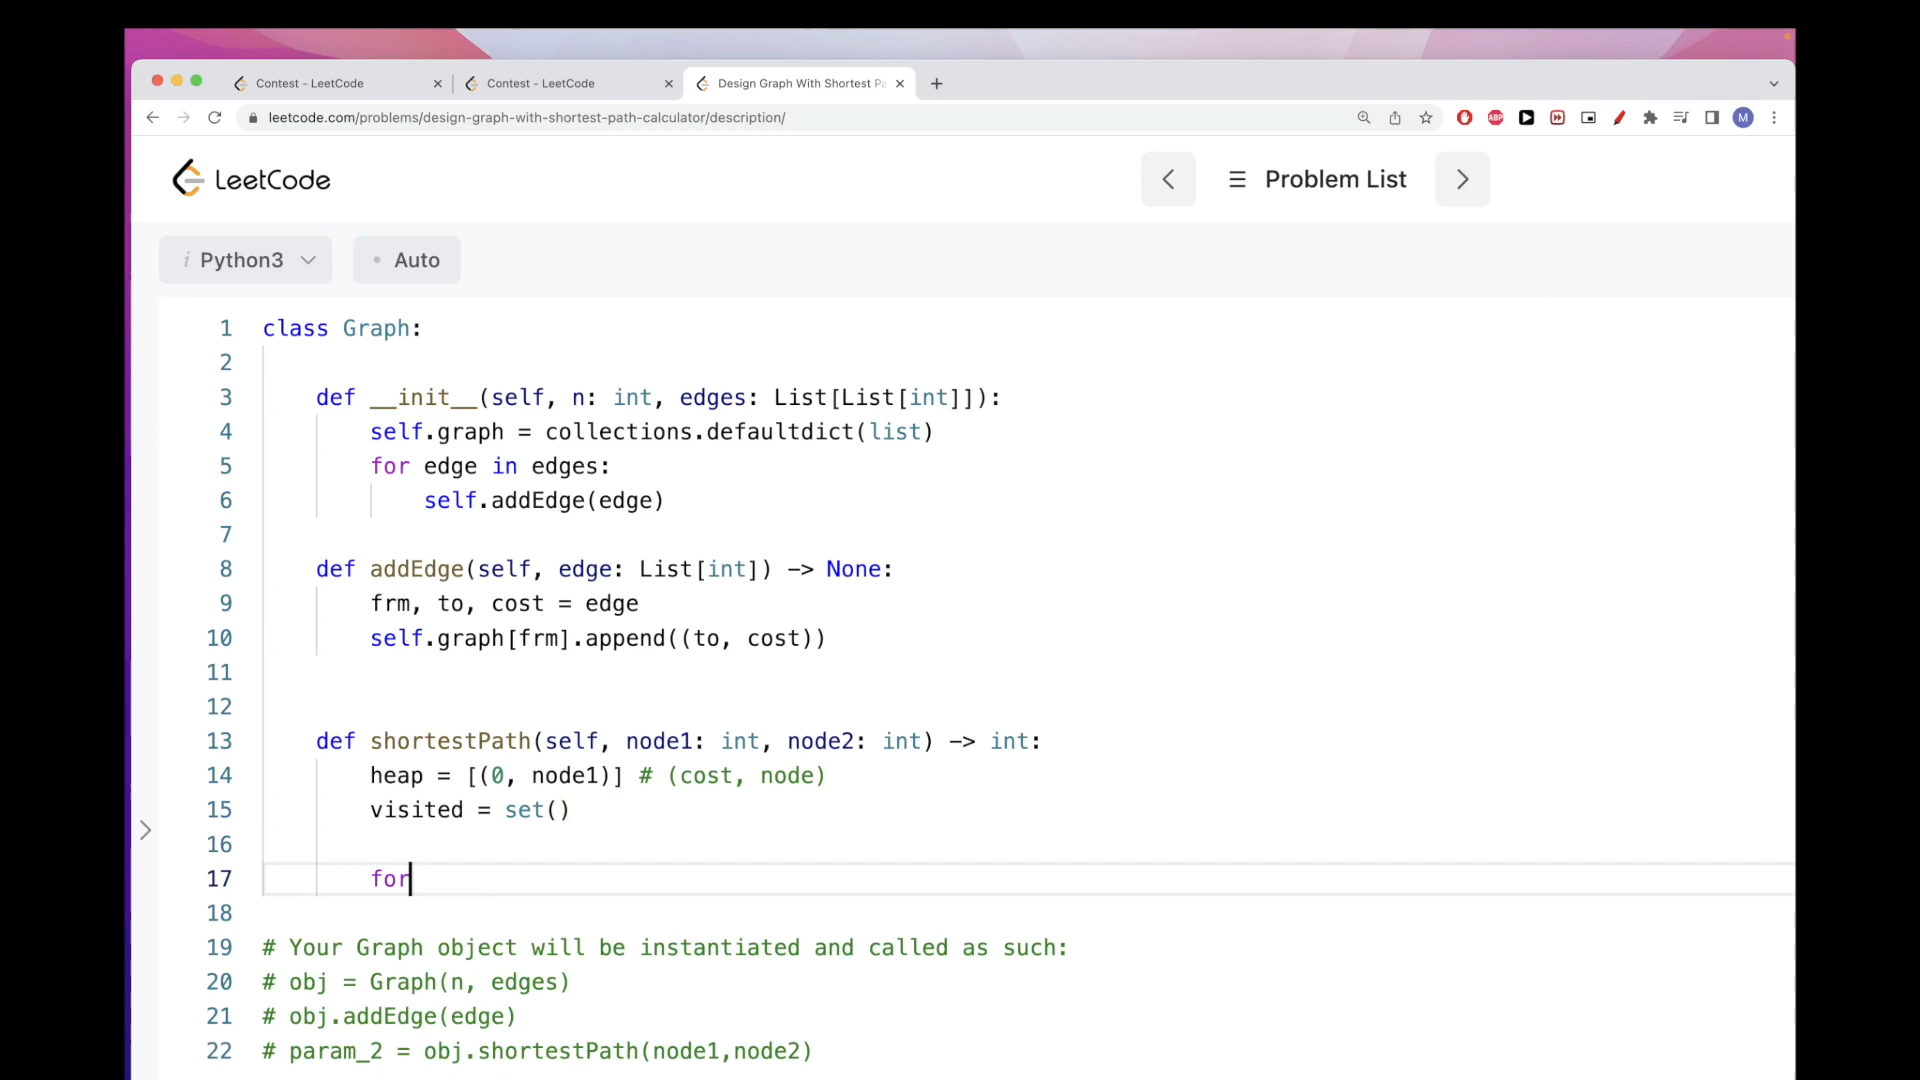 Contest - LeetCode
Contest - LeetCode
Design Graph With Shortest Pa
leetcode.com/problems/design-graph-with-shortest-path-calculator/description/
ABP
M
LeetCode
Problem List
i Python3
Auto
1 class Graph:
2
3 def __init__(self, n: int, edges: List[List[int]]):
4 self.graph = collections.defaultdict(list)
5 for edge in edges:
6 self.addEdge(edge)
7
8 def addEdge(self, edge: List[int]) -> None:
9 frm, to, cost = edge
10 self.graph[frm].append((to, cost))
11
12
13 def shortestPath(self, node1: int, node2: int) -> int:
14 heap = [(0, node1)] # (cost, node)
15 visited = set()
16
17 for
18
19 # Your Graph object will be instantiated and called as such:
20 # obj = Graph(n, edges)
21 # obj.addEdge(edge)
22 # param_2 = obj.shortestPath(node1,node2)